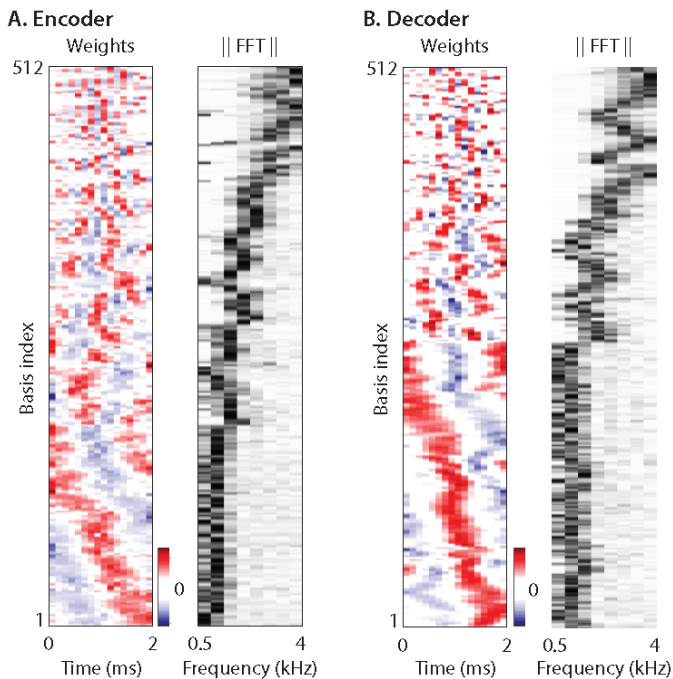 A. Encoder
Weights
|| FFT ||
512
Basis index
1
0
0
2
Time (ms)
0.5
4
Frequency (kHz)
B. Decoder
Weights
|| FFT ||
512
Basis index
1
0
0
2
Time (ms)
0.5
4
Frequency (kHz)